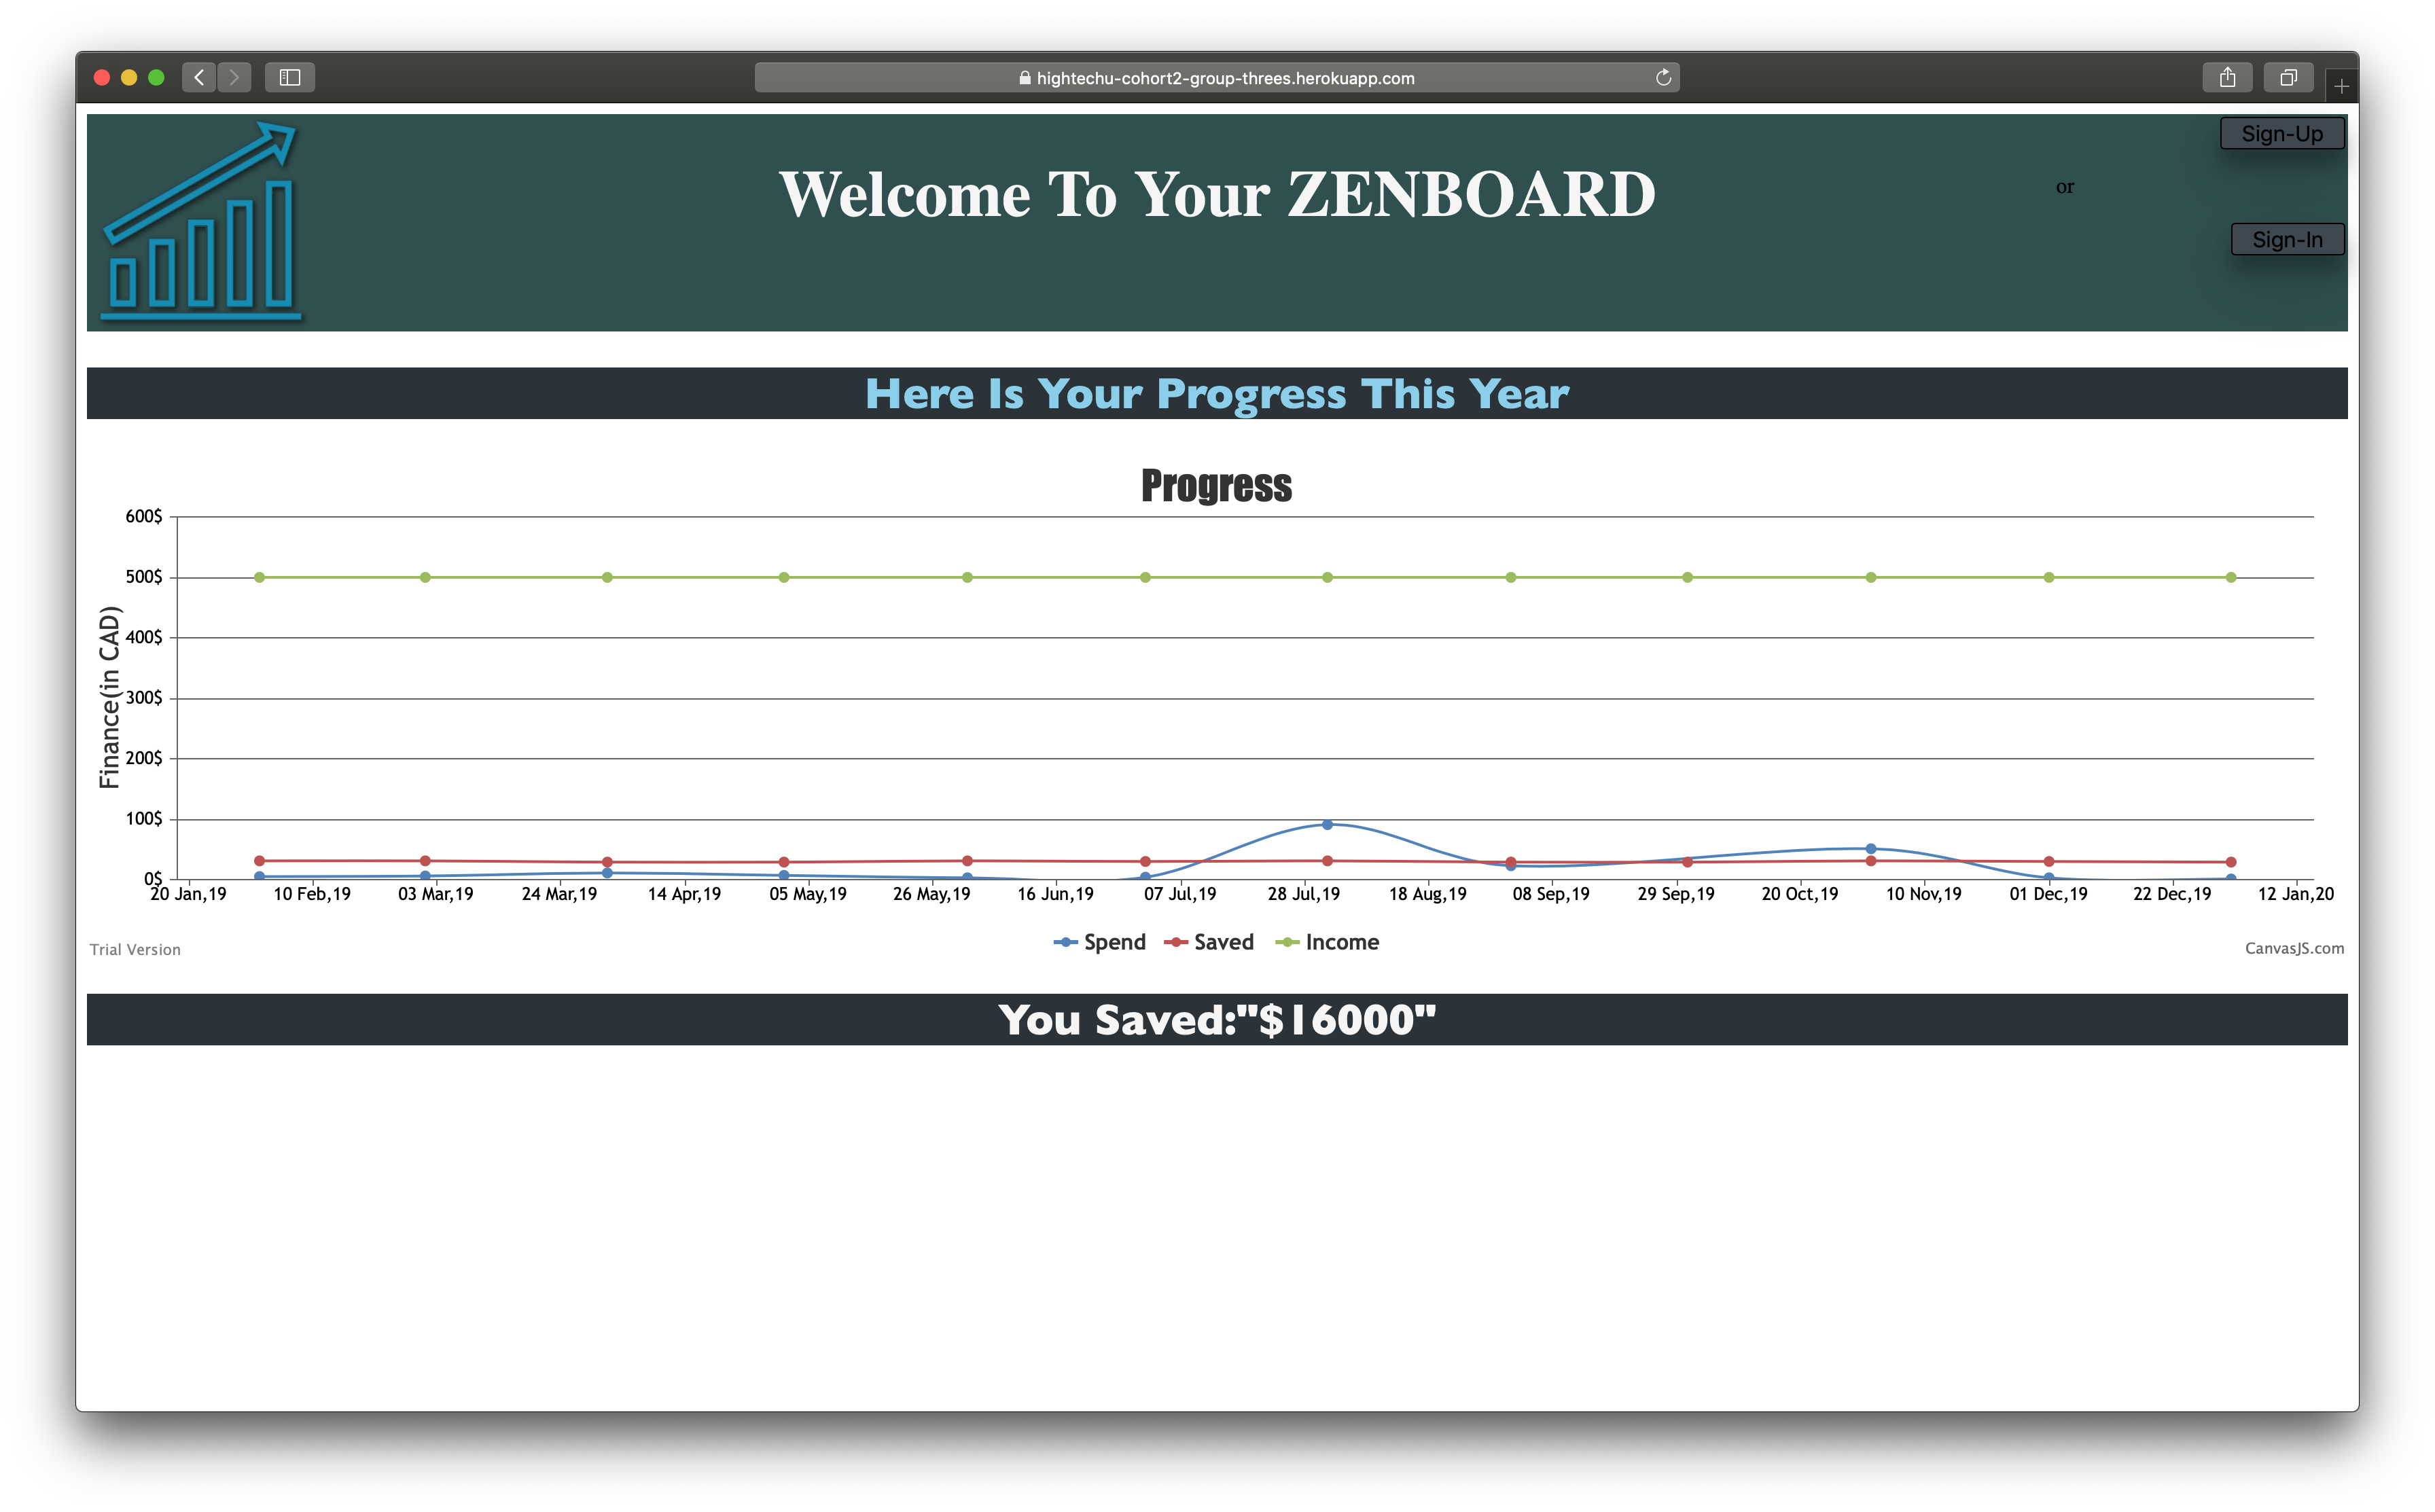 hightechu-cohort2-group-threes.herokuapp.com
Sign-Up
Welcome To Your ZENBOARD
or
Sign-In
Here Is Your Progress This Year
Progress
Finance(in CAD)
600$
500$
400$
300$
200$
100$
0$
20 Jan,19 10 Feb,19 03 Mar,19 24 Mar,19 14 Apr,19 05 May,19 26 May,19 16 Jun,19 07 Jul,19 28 Jul,19 18 Aug,19 08 Sep,19 29 Sep,19 20 Oct,19 10 Nov,19 01 Dec,19 22 Dec,19 12 Jan,20
Spend Saved Income
Trial Version
CanvasJS.com
You Saved:"$16000"